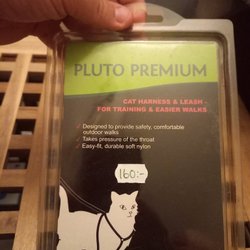 PLUTO PREMIUM
CAT HARNESS & LEASH -
FOR TRAINING & EASIER WALKS
✓ Designed to provide safety, comfortable
outdoor walks
✓ Takes pressure of the throat
✓ Easy-fit, durable soft nylon
160:-